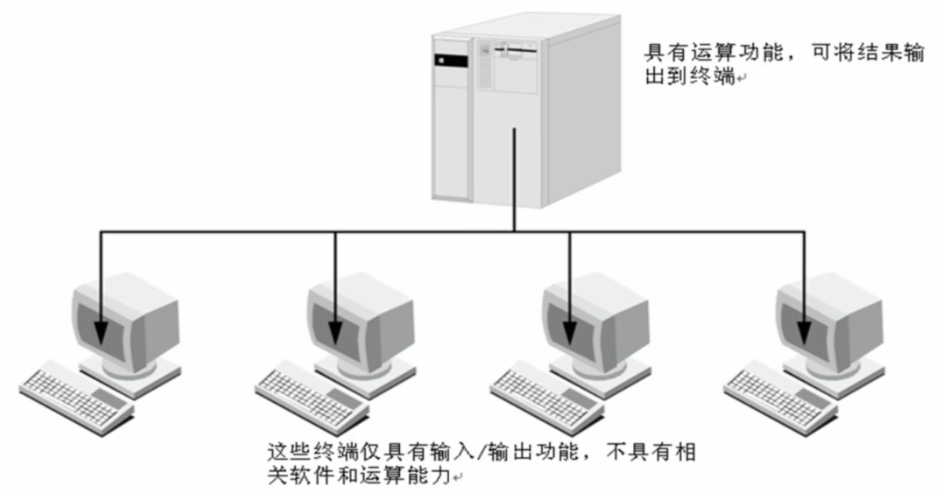 具有运算功能，可将结果输
出到终端↵
这些终端仅具有输入/输出功能，不具有相
关软件和运算能力↵